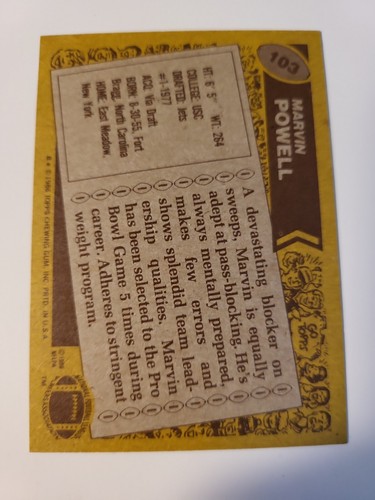 103
MARVIN
POWELL
HT: 6' 5" WT: 264
COLLEGE: USC
DRAFTED: Jets
#1-1977
ACQ: Via Draft
BORN: 8-30-55, Fort
Bragg, North Carolina
HOME: East Meadow,
New York
A devastating blocker on
sweeps, Marvin is equally
adept at pass-blocking. He's
always mentally prepared,
makes few errors and
shows splendid team lead-
ership qualities. Marvin
has been selected to the Pro
Bowl Game 5 times during
career. Adheres to stringent
weight program.
GO
TOPPS
© 1986 TOPPS CHEWING GUM, INC. PRTD. IN U.S.A.
© 1986